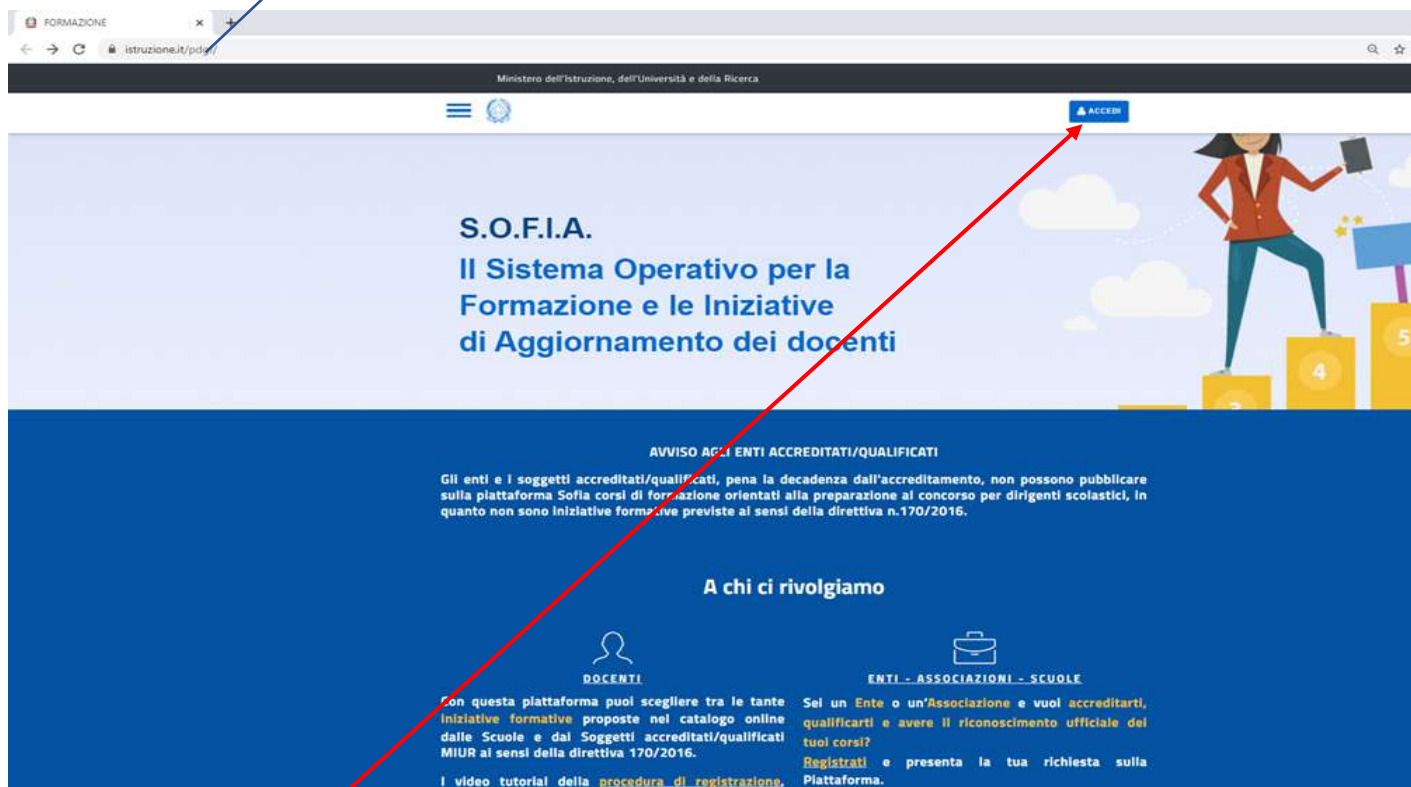 FORMAZIONE
istruzione.it/pdgf/
Ministero dell'Istruzione, dell'Università e della Ricerca
ACCEDI
S.O.F.I.A.
Il Sistema Operativo per la
Formazione e le Iniziative
di Aggiornamento dei docenti
3
4
5
AVVISO AGLI ENTI ACCREDITATI/QUALIFICATI
Gli enti e i soggetti accreditati/qualificati, pena la decadenza dall'accreditamento, non possono pubblicare
sulla piattaforma Sofia corsi di formazione orientati alla preparazione al concorso per dirigenti scolastici, in
quanto non sono iniziative formative previste ai sensi della direttiva n.170/2016.
A chi ci rivolgiamo
DOCENTI
Con questa piattaforma puoi scegliere tra le tante
iniziative formative proposte nel catalogo online
dalle Scuole e dai Soggetti accreditati/qualificati
MIUR ai sensi della direttiva 170/2016.
I video tutorial della procedura di registrazione,
ENTI - ASSOCIAZIONI - SCUOLE
Sei un Ente o un'Associazione e vuoi accreditarti,
qualificarti e avere il riconoscimento ufficiale dei
tuoi corsi?
Registrati e presenta la tua richiesta sulla
Piattaforma.